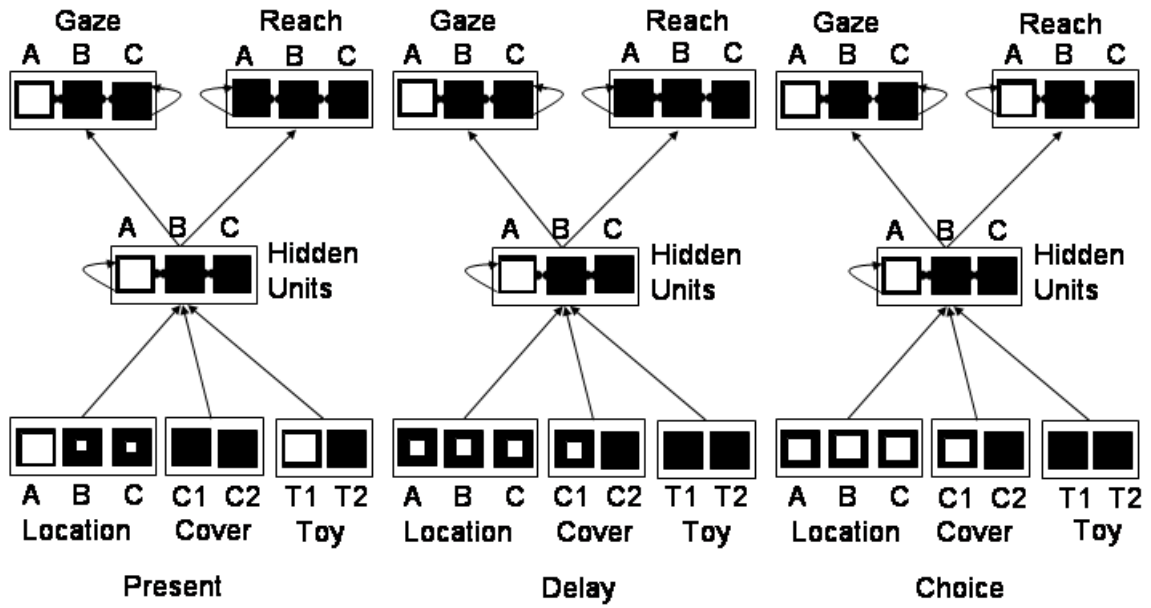 Gaze Reach Gaze Reach Gaze Reach
A B C A B C A B C A B C A B C A B C
A B C Hidden Units A B C Hidden Units A B C Hidden Units
A B C C1 C2 T1 T2 A B C C1 C2 T1 T2 A B C C1 C2 T1 T2
Location Cover Toy Location Cover Toy Location Cover Toy
Present Delay Choice